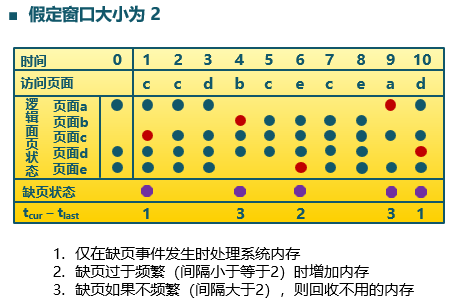 ■ 假定窗口大小为 2
时间 0 1 2 3 4 5 6 7 8 9 10
访问页面 c c d b c e c e a d
逻辑页面状态
页面a
页面b
页面c
页面d
页面e
缺页状态
tcur – tlast 1 3 2 3 1
1. 仅在缺页事件发生时处理系统内存
2. 缺页过于频繁（间隔小于等于2）时增加内存
3. 缺页如果不频繁（间隔大于2），则回收不用的内存